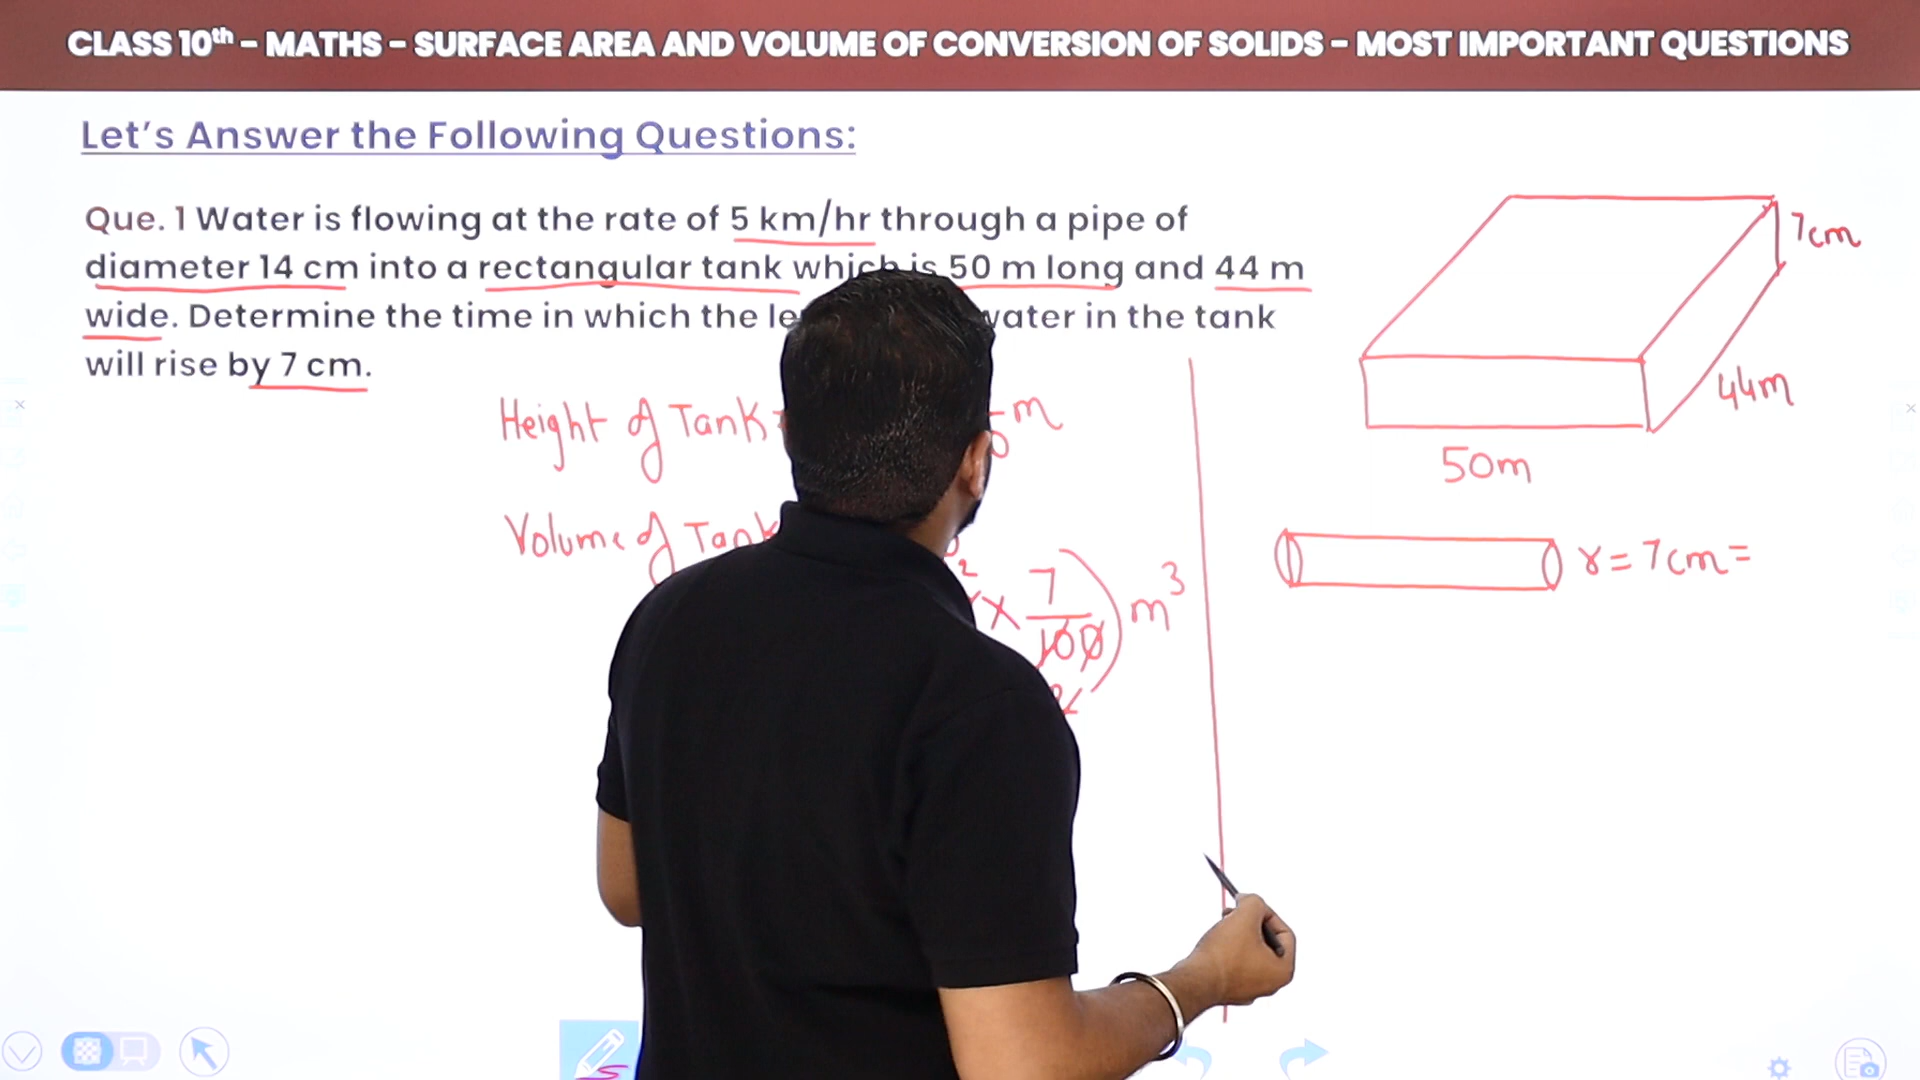 CLASS 10th – MATHS – SURFACE AREA AND VOLUME OF CONVERSION OF SOLIDS – MOST IMPORTANT QUESTIONS
Let's Answer the Following Questions:
Que. 1 Water is flowing at the rate of 5 km/hr through a pipe of
diameter 14 cm into a rectangular tank which is 50 m long and 44 m
wide. Determine the time in which the le water in the tank
will rise by 7 cm.
7cm
44m
50m
Height of Tank m
Volume of Tank
2
× 7/100) m³
r = 7cm =